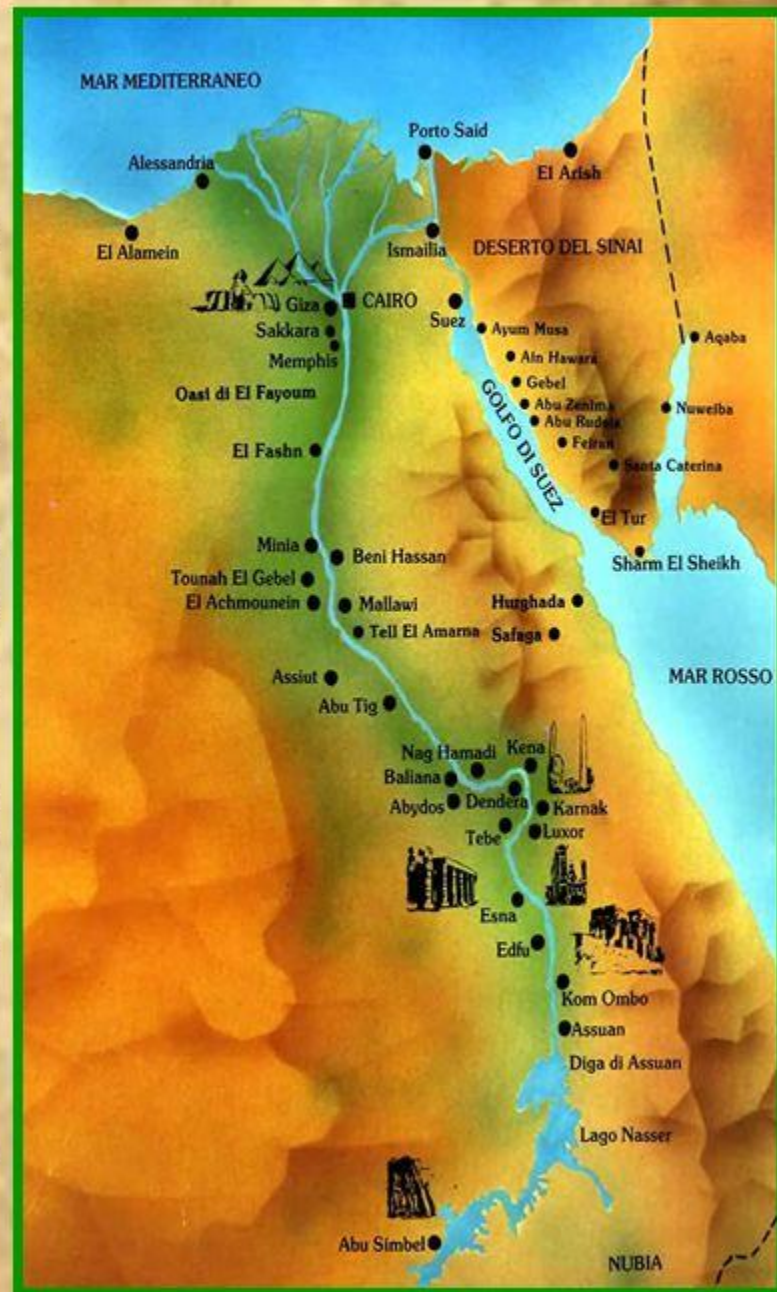 MAR MEDITERRANEO
Porto Said
Alessandria
El Arish
El Alamein
Ismailia
DESERTO DEL SINAI
Giza
CAIRO
Suez
Sakkara
Ayum Musa
Aqaba
Memphis
Ain Hawara
Gebel
Oasi di El Fayoum
Abu Zenima
Nuweiba
Abu Rudeis
GOLFO DI SUEZ
Feiran
El Fashn
Santa Caterina
El Tur
Minia
Beni Hassan
Sharm El Sheikh
Tounah El Gebel
El Achmounein
Mallawi
Hurghada
Tell El Amarna
Safaga
Assiut
MAR ROSSO
Abu Tig
Nag Hamadi
Kena
Baliana
Abydos
Dendera
Karnak
Tebe
Luxor
Esna
Edfu
Kom Ombo
Assuan
Diga di Assuan
Lago Nasser
Abu Simbel
NUBIA